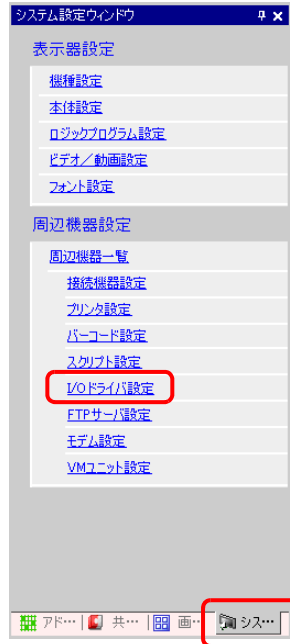 システム設定ウィンドウ
表示器設定
機種設定
本体設定
ロジックプログラム設定
ビデオ／動画設定
フォント設定
周辺機器設定
周辺機器一覧
接続機器設定
プリンタ設定
バーコード設定
スクリプト設定
I/Oドライバ設定
FTPサーバ設定
モデム設定
VMユニット設定
アド… 共… 画… シス…